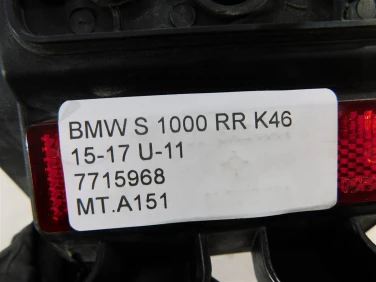 BMW S 1000 RR K46
15-17 U-11
7715968
MT.A151